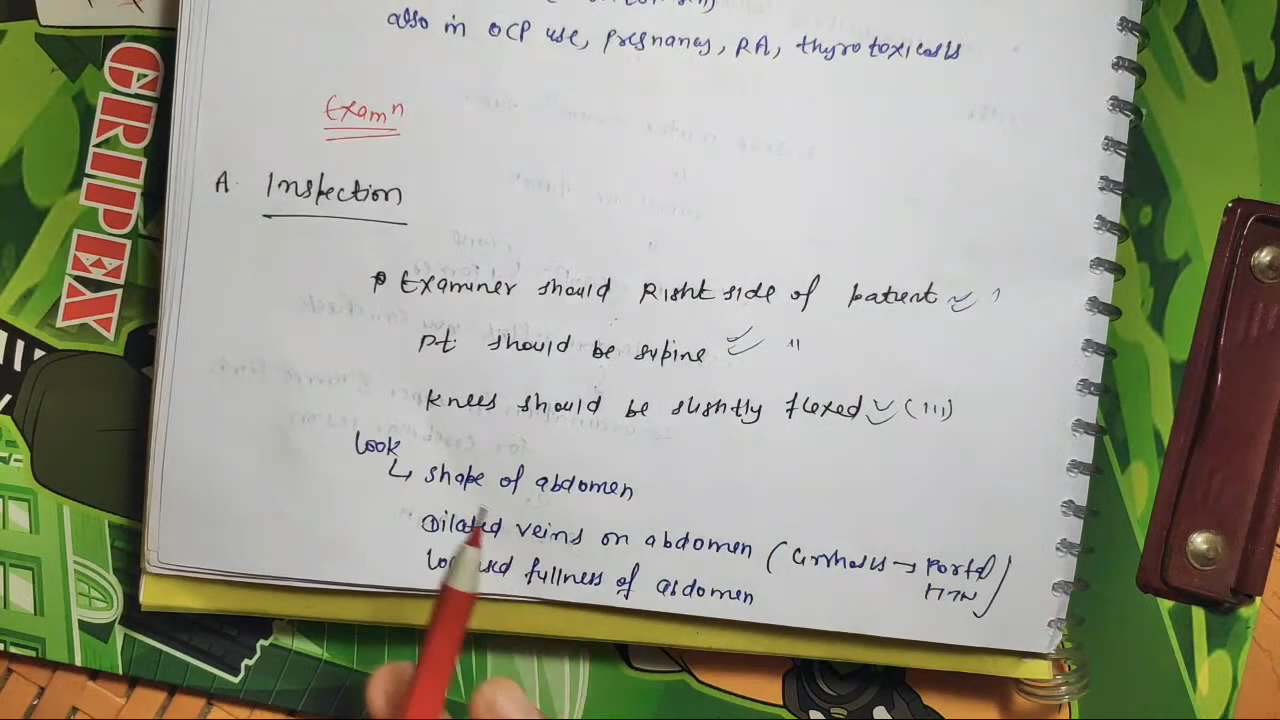 also in OCP use, pregnancy, RA, thyrotoxicosis
Examn
A. Inspection
Examiner should Right side of patient
Pt. should be supine "
Knees should be slightly flexed (III)
Look
↳ shape of abdomen
Dilated veins on abdomen (Cirrhosis → Portal
HTN)
fullness of abdomen
CRIPEX